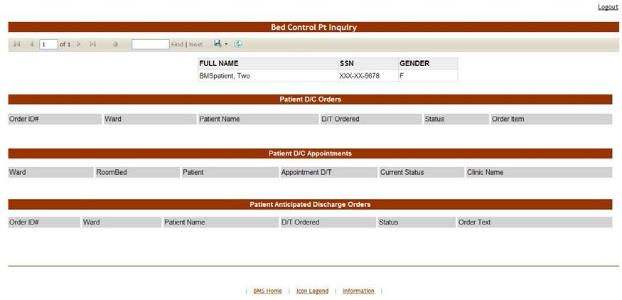 Logout
Bed Control Pt Inquiry
1 of 1 Find | Next
FULL NAME SSN GENDER
BMSpatient, Two XXX-XX-5678 F
Patient D/C Orders
Order ID# Ward Patient Name D/T Ordered Status Order Item
Patient D/C Appointments
Ward RoomBed Patient Appointment D/T Current Status Clinic Name
Patient Anticipated Discharge Orders
Order ID# Ward Patient Name D/T Ordered Status Order Text
| BMS Home | Icon Legend | Information |